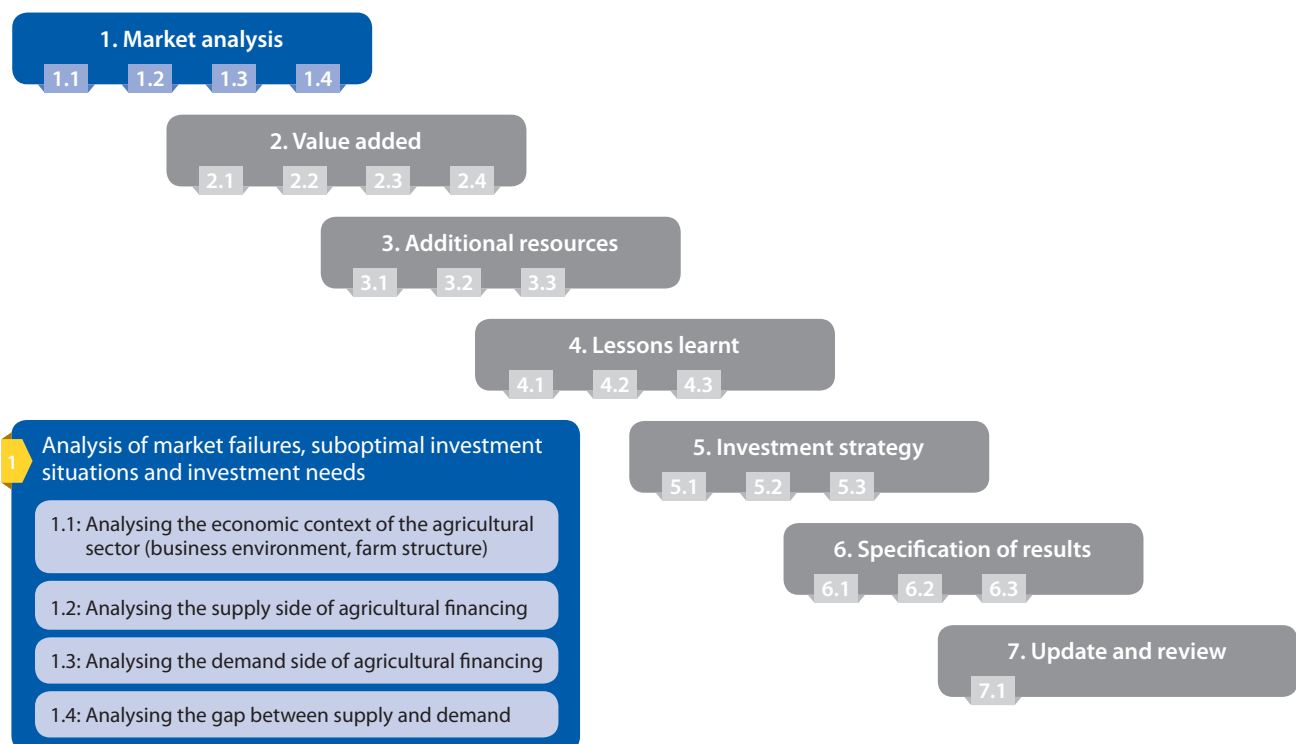 1. Market analysis
1.1 1.2 1.3 1.4
2. Value added
2.1 2.2 2.3 2.4
3. Additional resources
3.1 3.2 3.3
4. Lessons learnt
4.1 4.2 4.3
5. Investment strategy
5.1 5.2 5.3
6. Specification of results
6.1 6.2 6.3
7. Update and review
7.1
1
Analysis of market failures, suboptimal investment
situations and investment needs
1.1: Analysing the economic context of the agricultural
sector (business environment, farm structure)
1.2: Analysing the supply side of agricultural financing
1.3: Analysing the demand side of agricultural financing
1.4: Analysing the gap between supply and demand